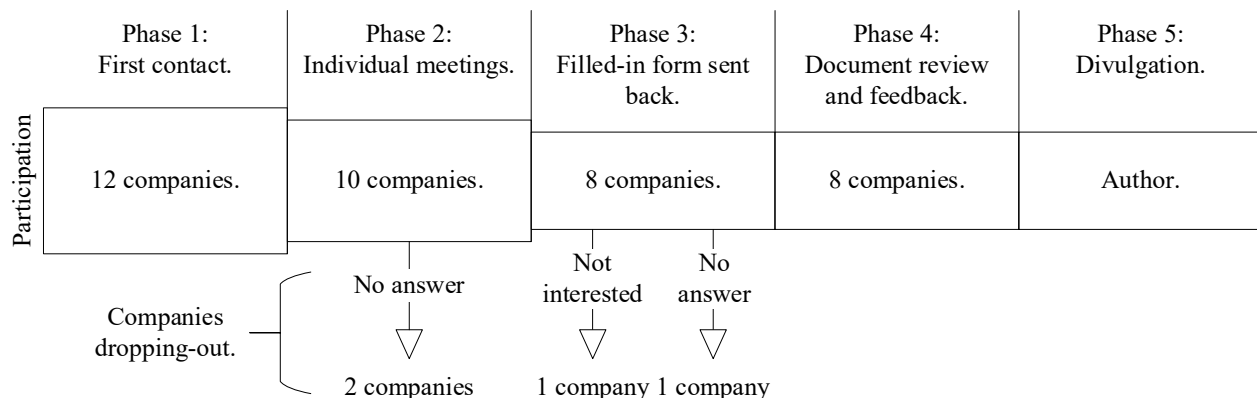 Phase 1:
First contact.
Phase 2:
Individual meetings.
Phase 3:
Filled-in form sent
back.
Phase 4:
Document review
and feedback.
Phase 5:
Divulgation.
Participation
12 companies.
10 companies.
8 companies.
8 companies.
Author.
Companies
dropping-out.
No answer
2 companies
Not
interested
1 company
No
answer
1 company